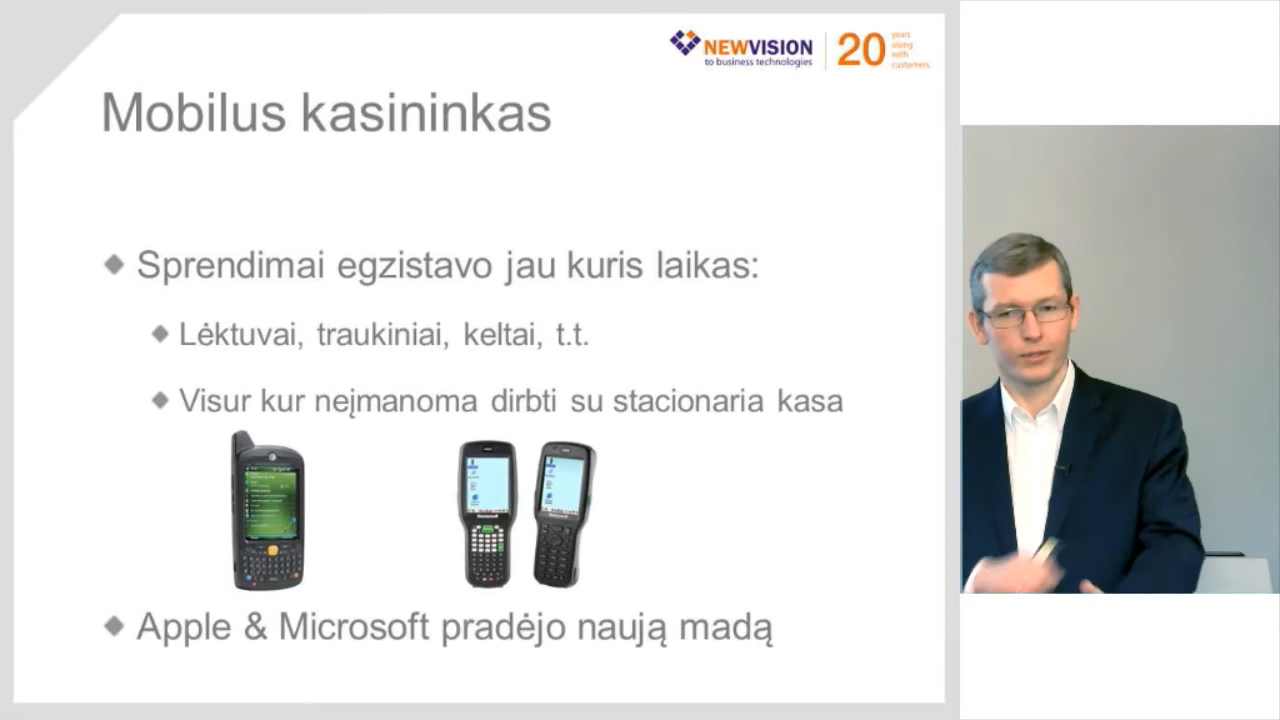 NEWVISION
to business technologies
20
years
along
with
customers
Mobilus kasininkas
Sprendimai egzistavo jau kuris laikas:
Lėktuvai, traukiniai, keltai, t.t.
Visur kur neįmanoma dirbti su stacionaria kasa
Apple & Microsoft pradėjo naują madą